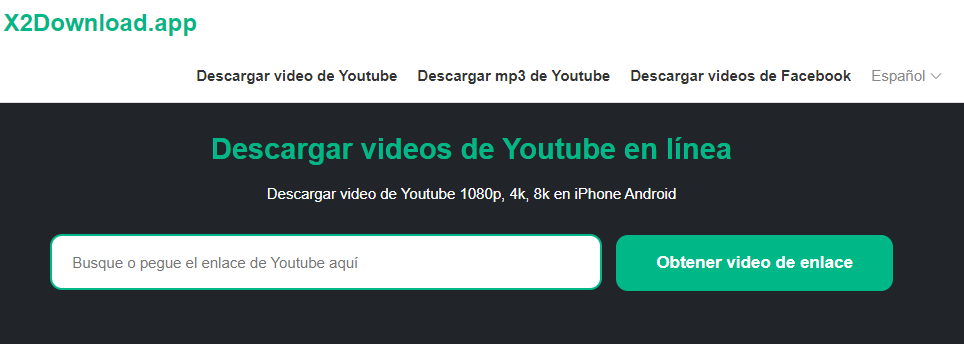 X2Download.app
Descargar video de Youtube Descargar mp3 de Youtube Descargar videos de Facebook Español
Descargar videos de Youtube en línea
Descargar video de Youtube 1080p, 4k, 8k en iPhone Android
Busque o pegue el enlace de Youtube aquí Obtener video de enlace